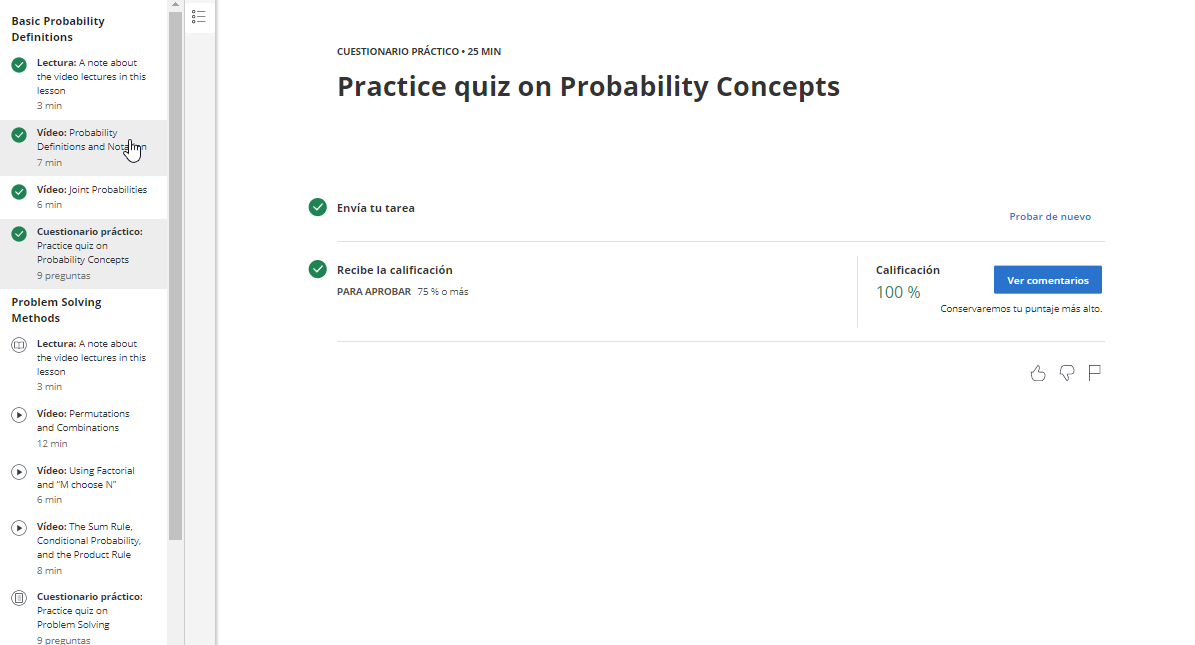 Basic Probability
Definitions
Lectura: A note about
the video lectures in this
lesson
3 min
Vídeo: Probability
Definitions and Notation
7 min
Vídeo: Joint Probabilities
6 min
Cuestionario práctico:
Practice quiz on
Probability Concepts
9 preguntas
Problem Solving
Methods
Lectura: A note about
the video lectures in this
lesson
3 min
Vídeo: Permutations
and Combinations
12 min
Vídeo: Using Factorial
and “M choose N”
6 min
Vídeo: The Sum Rule,
Conditional Probability,
and the Product Rule
8 min
Cuestionario práctico:
Practice quiz on
Problem Solving
9 preguntas
CUESTIONARIO PRÁCTICO • 25 MIN
Practice quiz on Probability Concepts
Envía tu tarea
Probar de nuevo
Recibe la calificación
PARA APROBAR 75 % o más
Calificación
100 %
Ver comentarios
Conservaremos tu puntaje más alto.